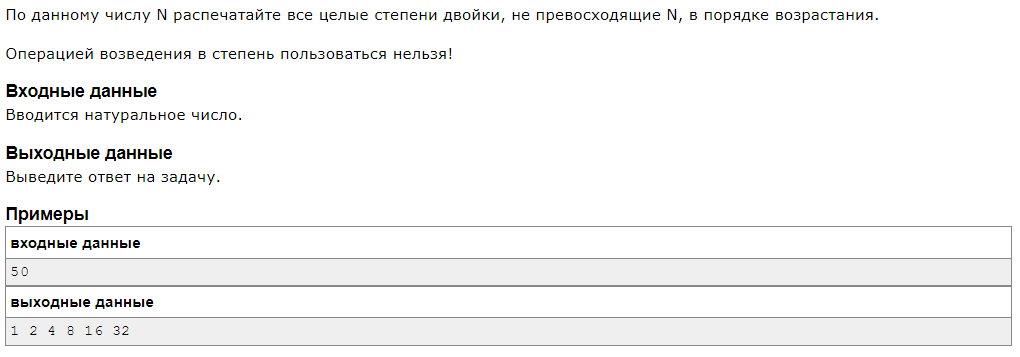 По данному числу N распечатайте все целые степени двойки, не превосходящие N, в порядке возрастания.
Операцией возведения в степень пользоваться нельзя!
Входные данные
Вводится натуральное число.
Выходные данные
Выведите ответ на задачу.
Примеры
входные данные
50
выходные данные
1 2 4 8 16 32